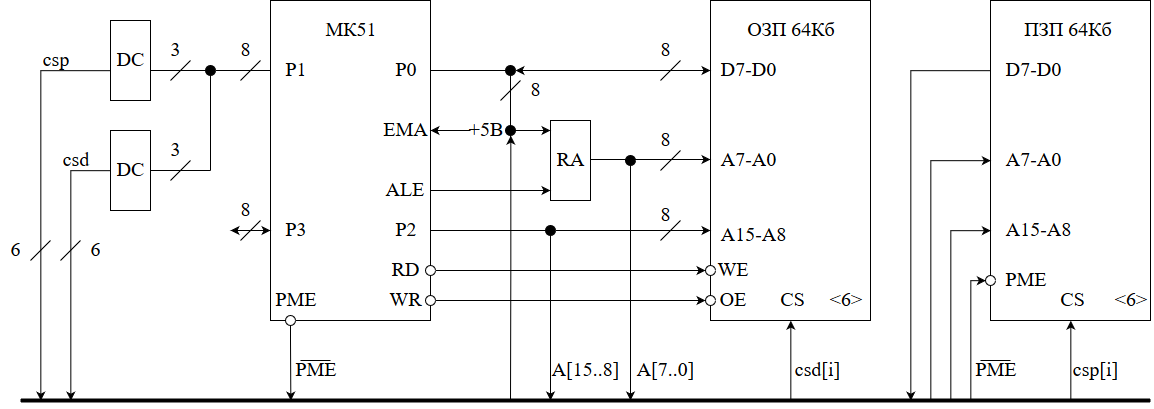 МК51
ОЗП 64Кб
ПЗП 64Кб
csp
DC
3
8
P1
P0
8
D7-D0
D7-D0
8
EMA
+5В
csd
DC
3
RA
8
A7-A0
A7-A0
ALE
8
P3
P2
8
A15-A8
A15-A8
6
6
RD
WE
PME
PME
WR
OE
CS
<6>
CS
<6>
PME
A[15..8]
A[7..0]
csd[i]
PME
csp[i]